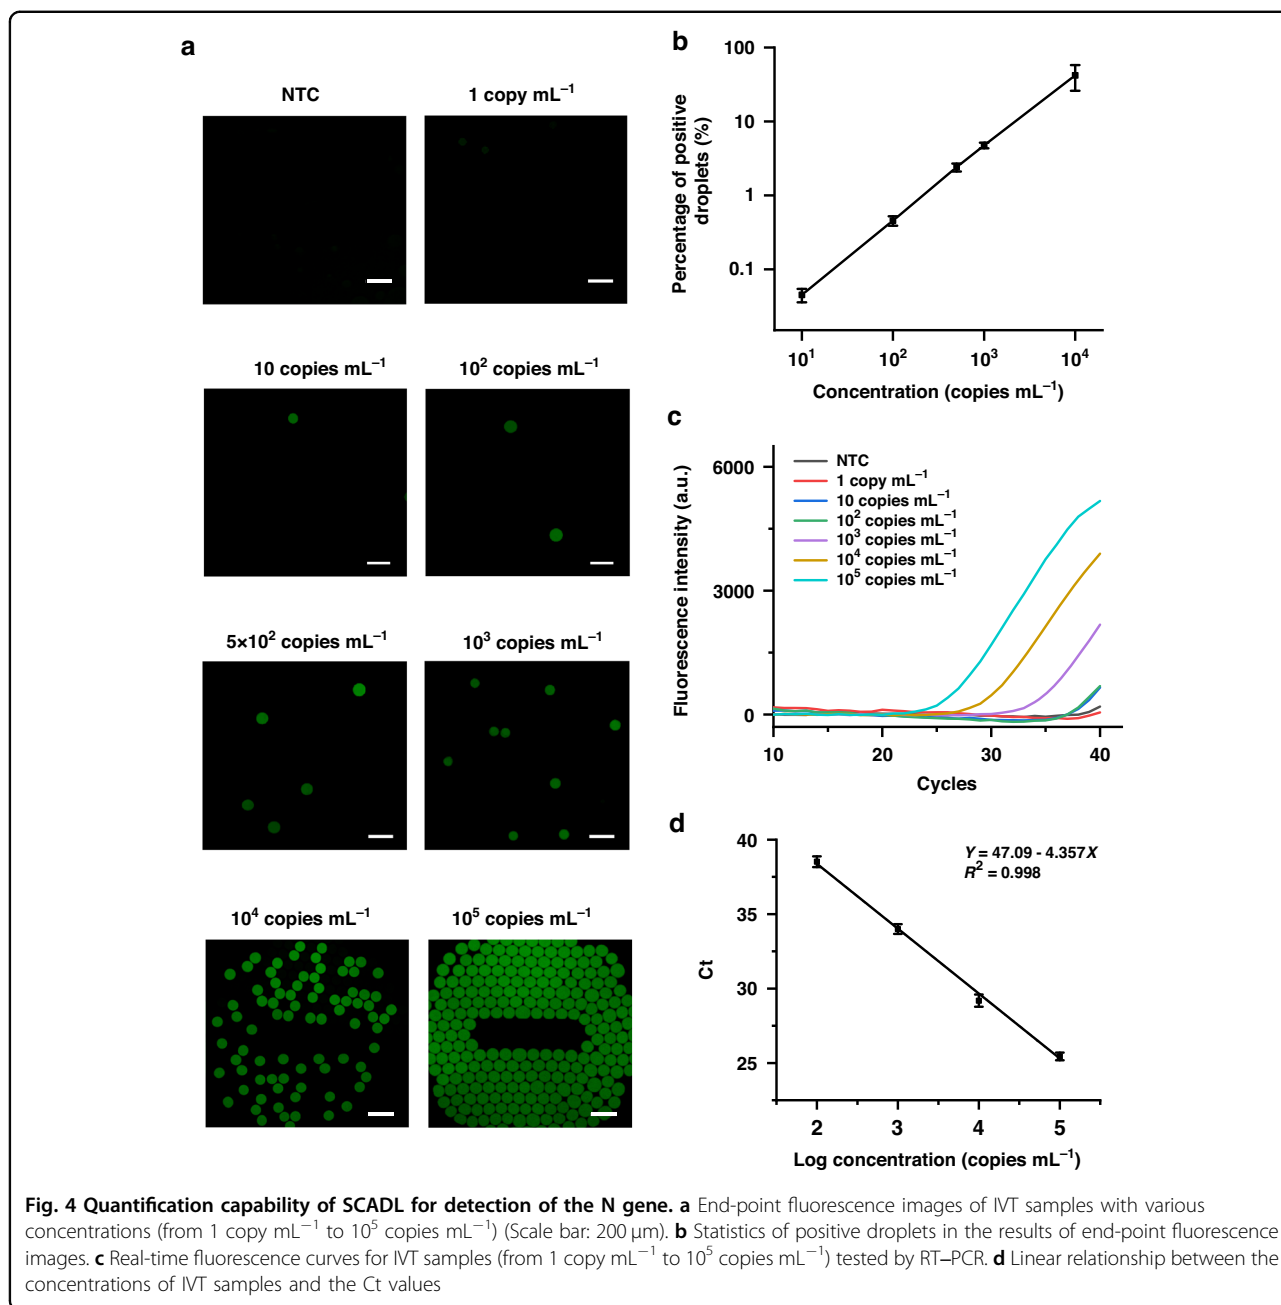 a
NTC
1 copy mL⁻¹
10 copies mL⁻¹
10² copies mL⁻¹
5×10² copies mL⁻¹
10³ copies mL⁻¹
10⁴ copies mL⁻¹
10⁵ copies mL⁻¹
b
Percentage of positive
droplets (%)
100
10
1
0.1
10¹
10²
10³
10⁴
Concentration (copies mL⁻¹)
c
Fluorescence intensity (a.u.)
6000
3000
0
NTC
1 copy mL⁻¹
10 copies mL⁻¹
10² copies mL⁻¹
10³ copies mL⁻¹
10⁴ copies mL⁻¹
10⁵ copies mL⁻¹
10
20
30
40
Cycles
d
Ct
40
35
30
25
Y = 47.09 - 4.357X
R² = 0.998
2
3
4
5
Log concentration (copies mL⁻¹)
Fig. 4 Quantification capability of SCADL for detection of the N gene. a End-point fluorescence images of IVT samples with various
concentrations (from 1 copy mL⁻¹ to 10⁵ copies mL⁻¹) (Scale bar: 200 μm). b Statistics of positive droplets in the results of end-point fluorescence
images. c Real-time fluorescence curves for IVT samples (from 1 copy mL⁻¹ to 10⁵ copies mL⁻¹) tested by RT–PCR. d Linear relationship between the
concentrations of IVT samples and the Ct values